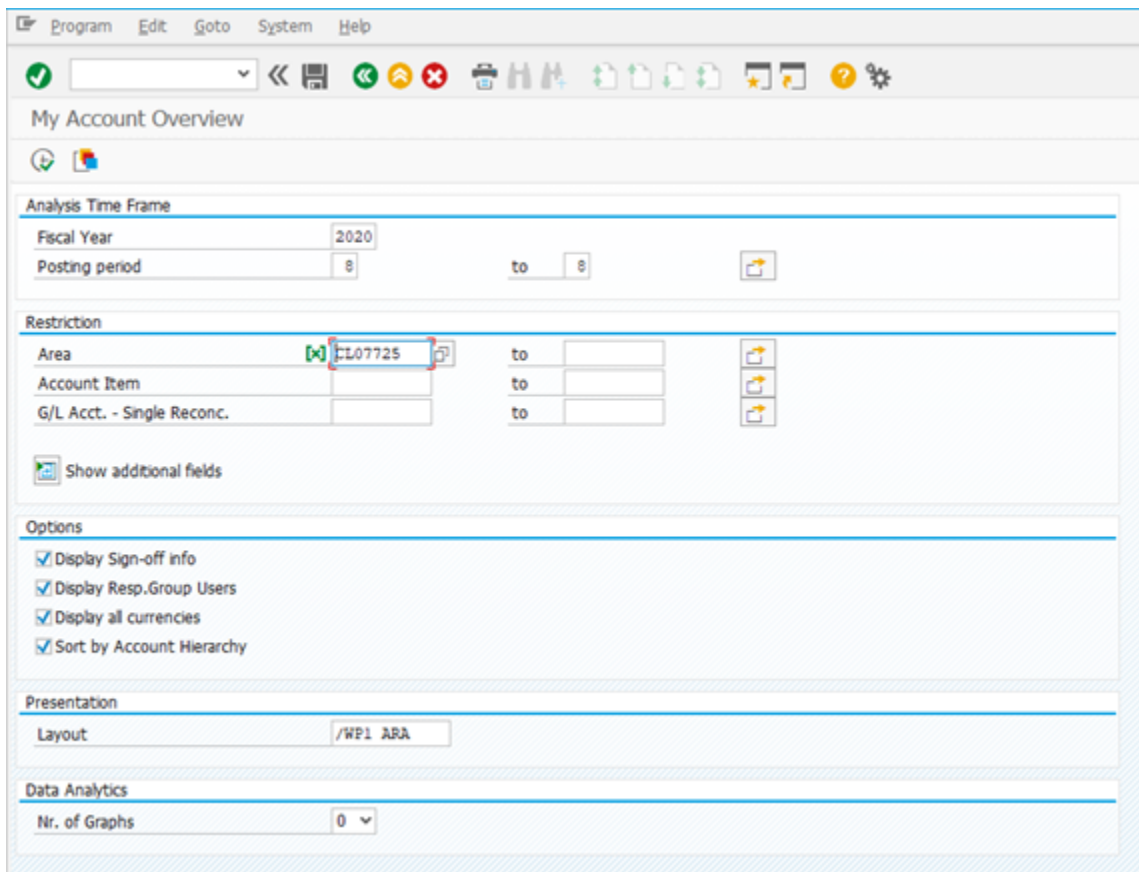 Program Edit Goto System Help
My Account Overview
Analysis Time Frame
Fiscal Year 2020
Posting period 8 to 8
Restriction
Area CL07725 to
Account Item to
G/L Acct. - Single Reconc. to
Show additional fields
Options
Display Sign-off info
Display Resp.Group Users
Display all currencies
Sort by Account Hierarchy
Presentation
Layout /WP1 ARA
Data Analytics
Nr. of Graphs 0